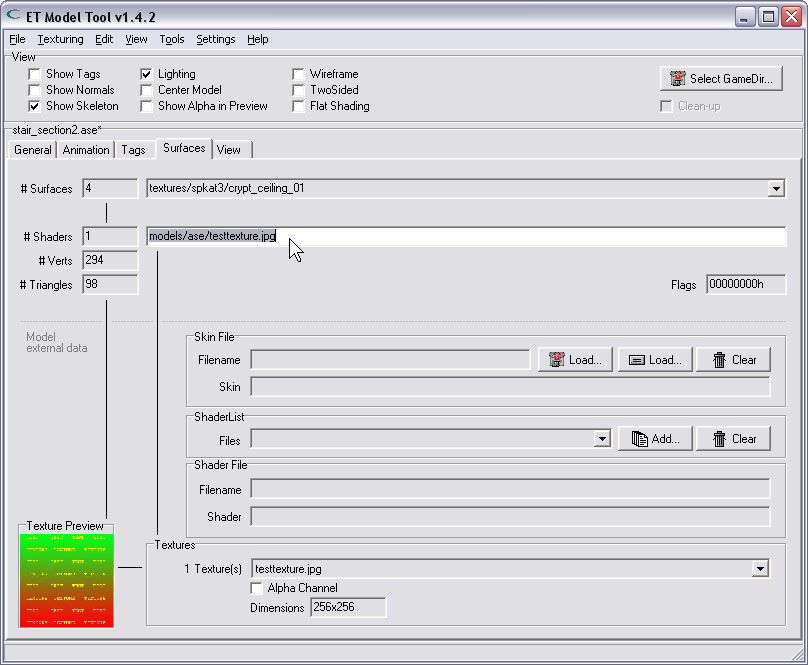 ET Model Tool v1.4.2
File Texturing Edit View Tools Settings Help
View
Show Tags Lighting Wireframe
Show Normals Center Model TwoSided
Show Skeleton Show Alpha in Preview Flat Shading
Select GameDir...
Clean-up
stair_section2.ase*
General Animation Tags Surfaces View
# Surfaces 4 textures/spkat3/crypt_ceiling_01
# Shaders 1 models/ase/testtexture.jpg
# Verts 294
# Triangles 98 Flags 00000000h
Model
external data
Skin File
Filename Load... Load... Clear
Skin
ShaderList
Files Add... Clear
Shader File
Filename
Shader
Texture Preview
Textures
1 Texture(s) testtexture.jpg
Alpha Channel
Dimensions 256x256